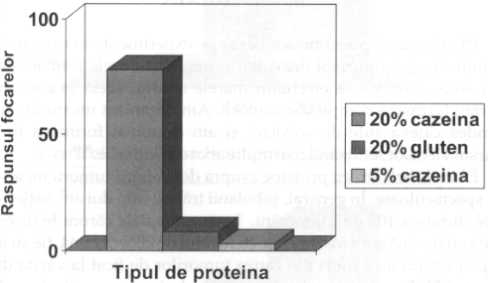 100
50
0
Raspunsul focarelor
Tipul de proteina
20% cazeina
20% gluten
5% cazeina